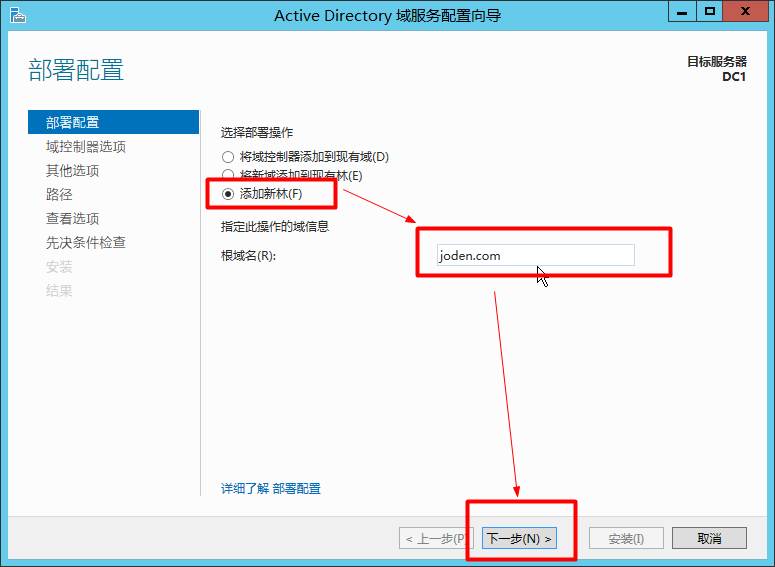 Active Directory 域服务配置向导
部署配置
目标服务器
DC1
部署配置
域控制器选项
其他选项
路径
查看选项
先决条件检查
安装
结果
选择部署操作
将域控制器添加到现有域(D)
将新域添加到现有林(E)
添加新林(F)
指定此操作的域信息
根域名(R):
joden.com
详细了解 部署配置
< 上一步(P)
下一步(N) >
安装(I)
取消